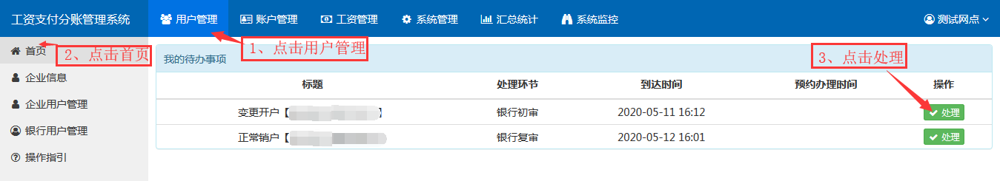 工资支付分账管理系统 用户管理 账户管理 工资管理 系统管理 汇总统计 系统监控 测试网点
首页
2、点击首页
1、点击用户管理
3、点击处理
企业信息
企业用户管理
银行用户管理
操作指引
我的待办事项
标题 处理环节 到达时间 预约办理时间 操作
变更开户【 】 银行初审 2020-05-11 16:12 处理
正常销户【 银行复审 2020-05-12 16:01 处理